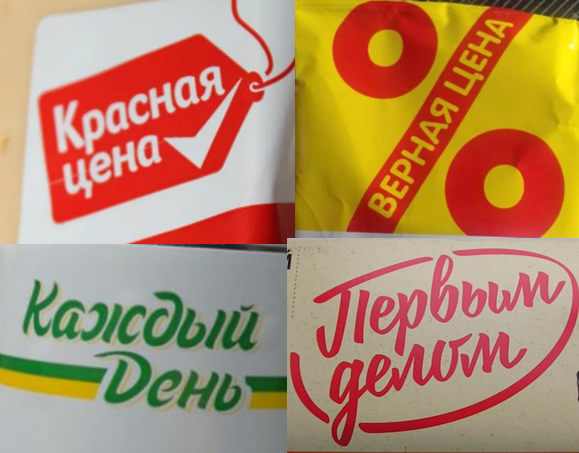 Красная
цена
ВЕРНАЯ ЦЕНА
Каждый
День
Первым
делом